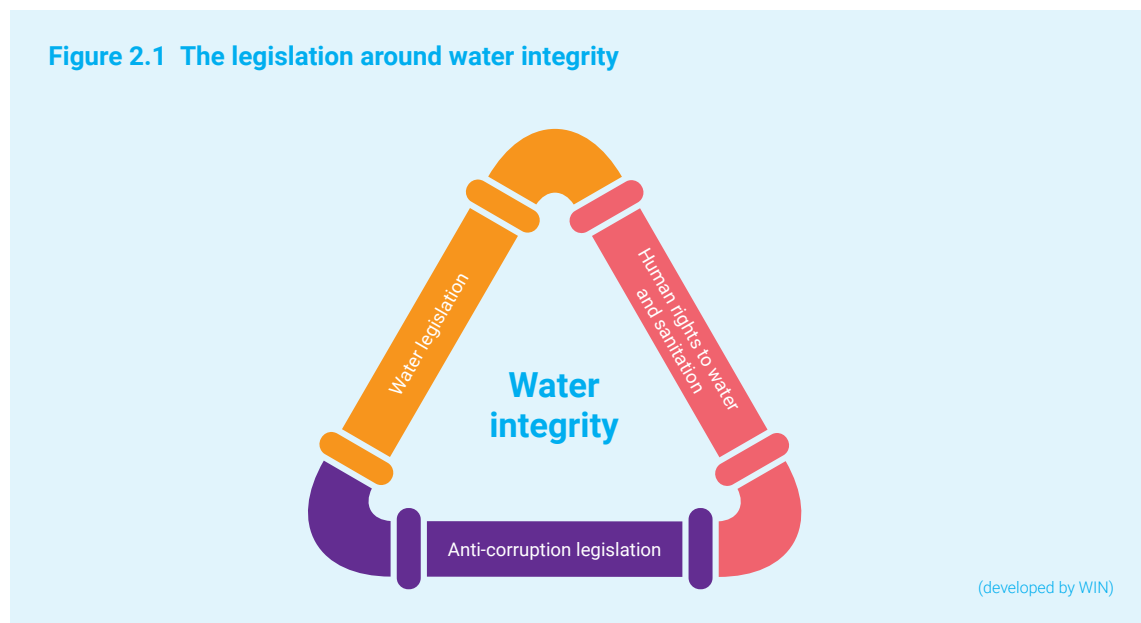 Figure 2.1 The legislation around water integrity
Water legislation
Human rights to water
and sanitation
Water
integrity
Anti-corruption legislation
(developed by WIN)